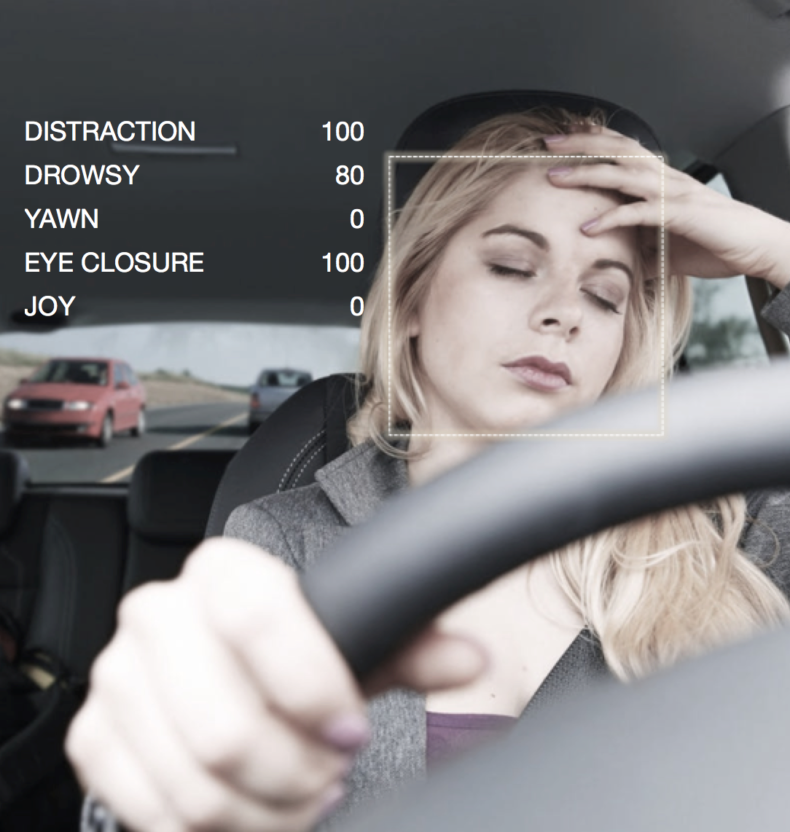 DISTRACTION 100
DROWSY 80
YAWN 0
EYE CLOSURE 100
JOY 0